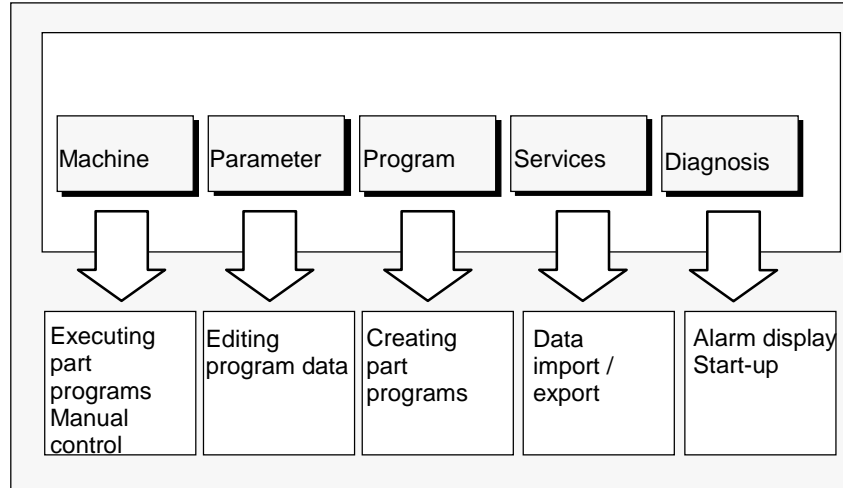 Machine
Parameter
Program
Services
Diagnosis
Executing
part
programs
Manual
control
Editing
program data
Creating
part
programs
Data
import /
export
Alarm display
Start-up